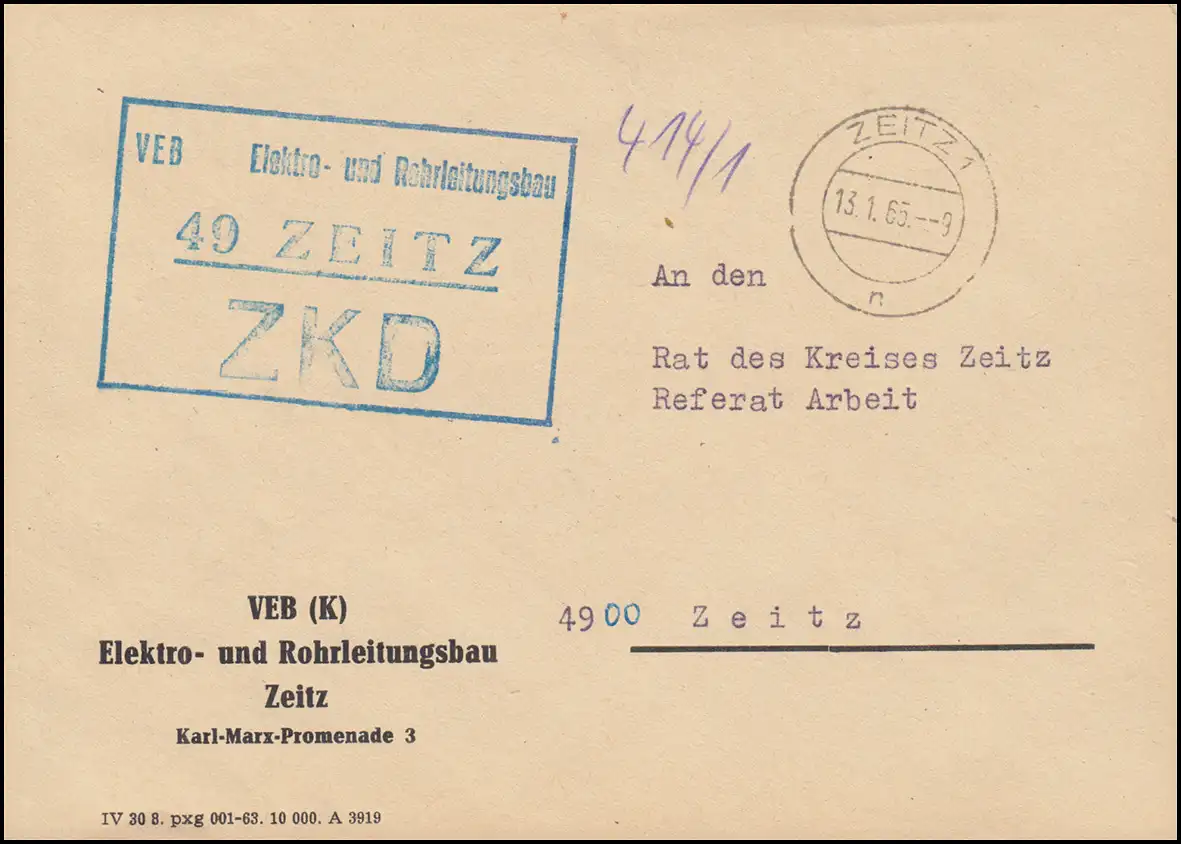 VEB Elektro- und Rohrleitungsbau
49 ZEITZ
ZKD
414/1
ZEITZ 1
13.1.65.--9
n
An den
Rat des Kreises Zeitz
Referat Arbeit
4900 Zeitz
VEB (K)
Elektro- und Rohrleitungsbau
Zeitz
Karl-Marx-Promenade 3
IV 30 8. pxg 001-63. 10 000. A 3919